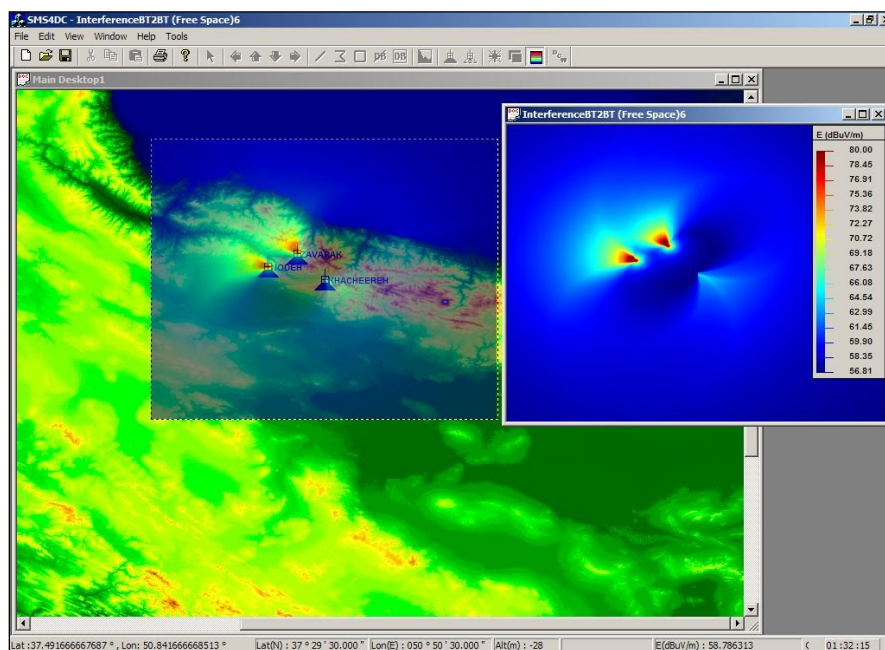 SMS4DC - InterferenceBT2BT (Free Space)6
File Edit View Window Help Tools
Main Desktop1
InterferenceBT2BT (Free Space)6
E (dBuV/m)
80.00
78.45
76.91
75.36
73.82
72.27
70.72
69.18
67.63
66.08
64.54
62.99
61.45
59.90
58.35
56.81
ZAVARAK
NODEH
KHACHEEREH
Lat :37.491666667687 ° , Lon: 50.841666668513 ° Lat(N) : 37 ° 29 ' 30.000 " Lon(E) : 050 ° 50 ' 30.000 " Alt(m) : -28 E(dBuV/m) : 58.786313 01:32:15